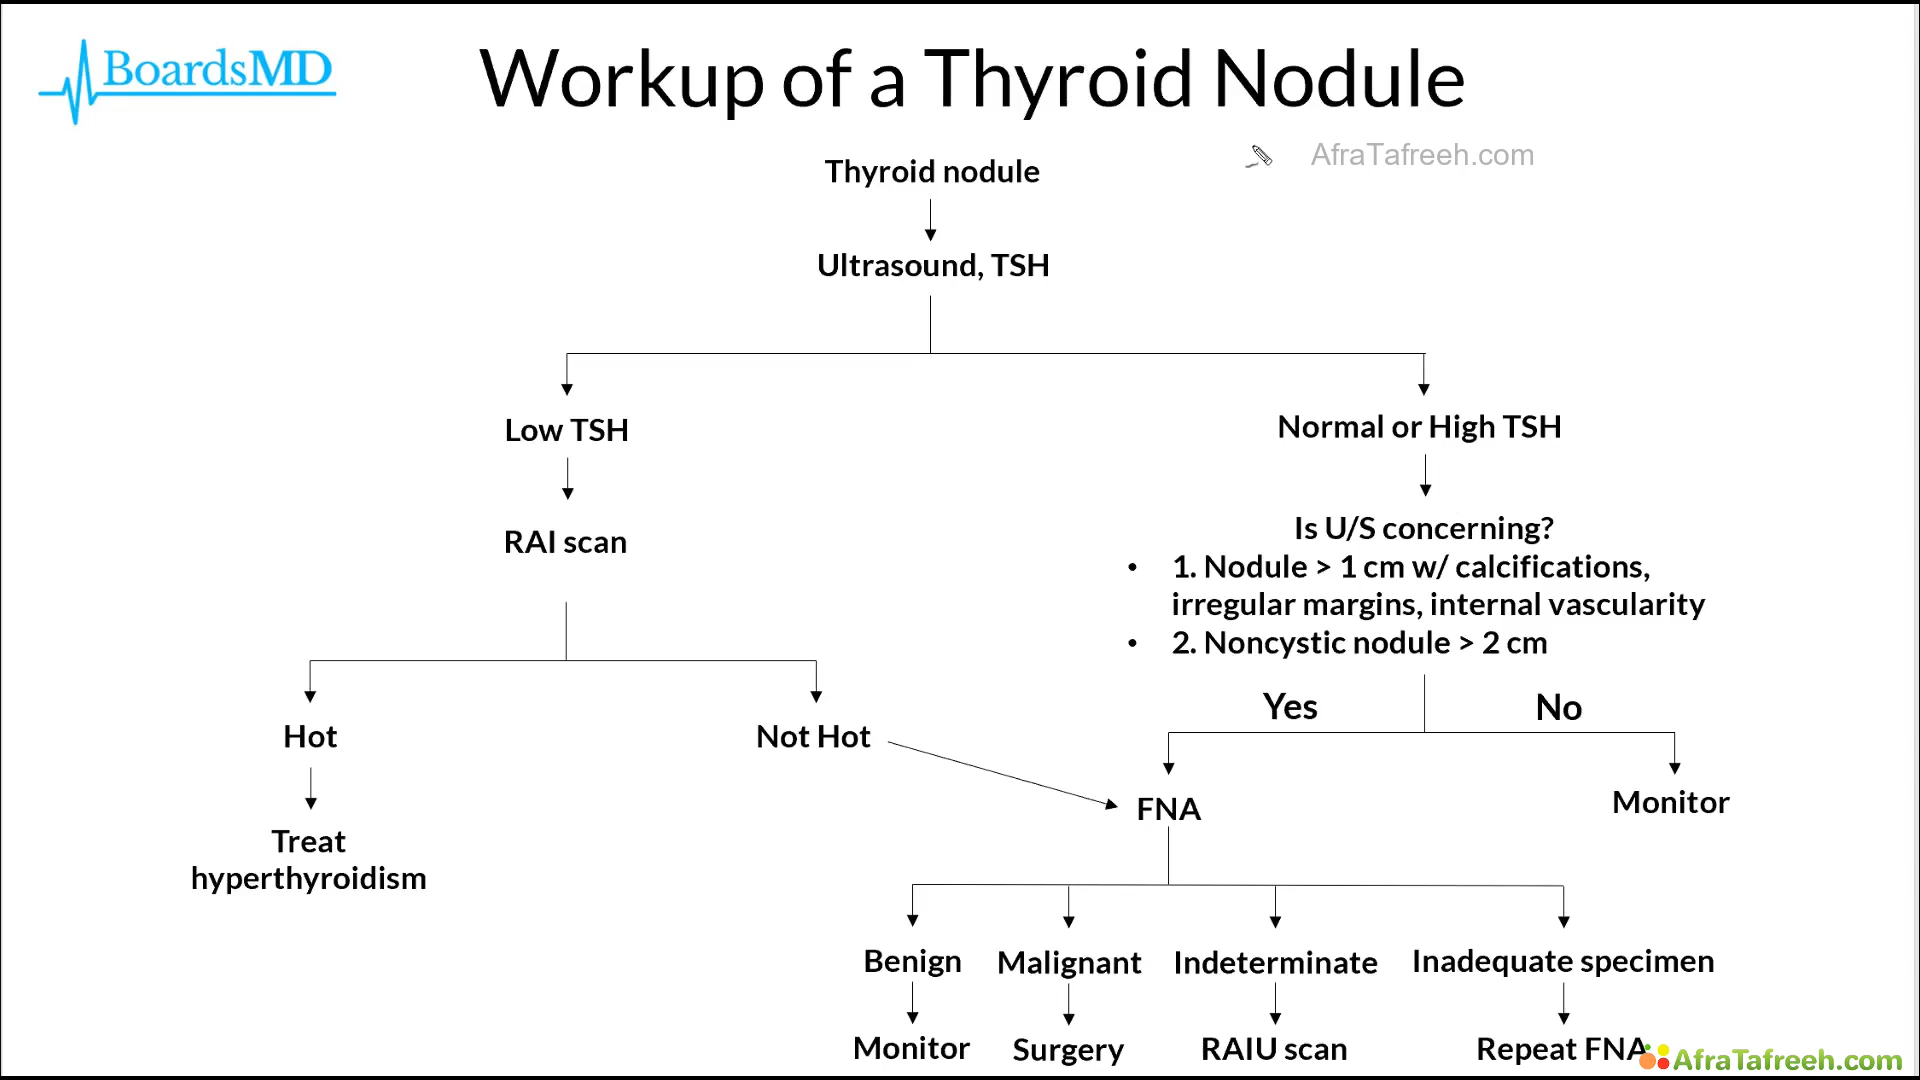 BoardsMD
Workup of a Thyroid Nodule
AfraTafreeh.com
Thyroid nodule
Ultrasound, TSH
Low TSH
Normal or High TSH
RAI scan
Is U/S concerning?
• 1. Nodule > 1 cm w/ calcifications,
irregular margins, internal vascularity
• 2. Noncystic nodule > 2 cm
Yes
No
Hot
Not Hot
FNA
Monitor
Treat
hyperthyroidism
Benign
Malignant
Indeterminate
Inadequate specimen
Monitor
Surgery
RAIU scan
Repeat FNA
AfraTafreeh.com